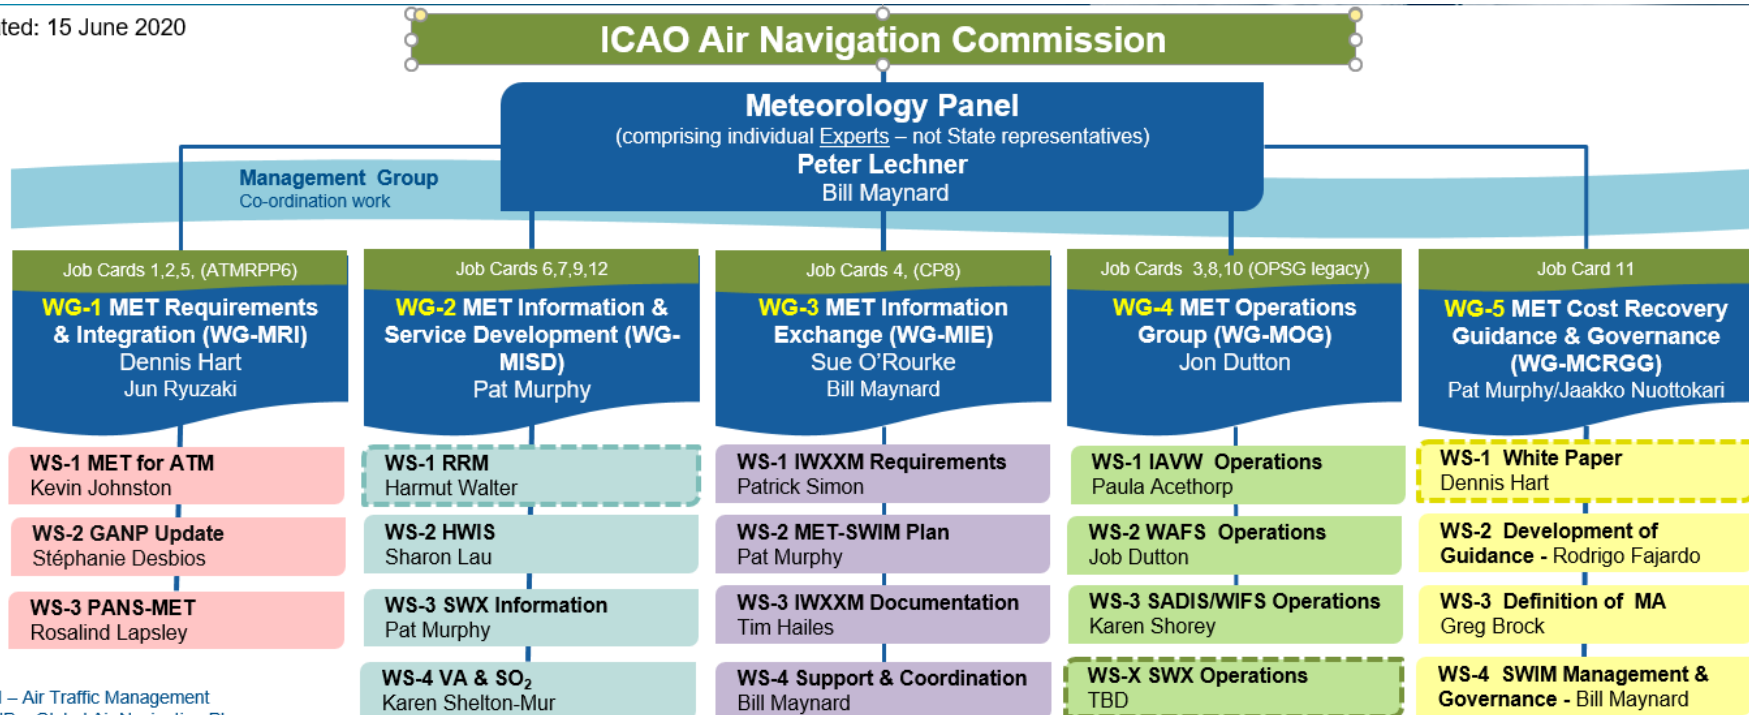 ted: 15 June 2020
ICAO Air Navigation Commission
Meteorology Panel
(comprising individual Experts – not State representatives)
Peter Lechner
Bill Maynard
Management Group
Co-ordination work
Job Cards 1,2,5, (ATMRPP6)
WG-1 MET Requirements
& Integration (WG-MRI)
Dennis Hart
Jun Ryuzaki
WS-1 MET for ATM
Kevin Johnston
WS-2 GANP Update
Stéphanie Desbios
WS-3 PANS-MET
Rosalind Lapsley
Job Cards 6,7,9,12
WG-2 MET Information &
Service Development (WG-
MISD)
Pat Murphy
WS-1 RRM
Harmut Walter
WS-2 HWIS
Sharon Lau
WS-3 SWX Information
Pat Murphy
WS-4 VA & SO₂
Karen Shelton-Mur
Job Cards 4, (CP8)
WG-3 MET Information
Exchange (WG-MIE)
Sue O'Rourke
Bill Maynard
WS-1 IWXXM Requirements
Patrick Simon
WS-2 MET-SWIM Plan
Pat Murphy
WS-3 IWXXM Documentation
Tim Hailes
WS-4 Support & Coordination
Bill Maynard
Job Cards 3,8,10 (OPSG legacy)
WG-4 MET Operations
Group (WG-MOG)
Jon Dutton
WS-1 IAVW Operations
Paula Acethorp
WS-2 WAFS Operations
Job Dutton
WS-3 SADIS/WIFS Operations
Karen Shorey
WS-X SWX Operations
TBD
Job Card 11
WG-5 MET Cost Recovery
Guidance & Governance
(WG-MCRGG)
Pat Murphy/Jaakko Nuottokari
WS-1 White Paper
Dennis Hart
WS-2 Development of
Guidance - Rodrigo Fajardo
WS-3 Definition of MA
Greg Brock
WS-4 SWIM Management &
Governance - Bill Maynard
– Air Traffic Management